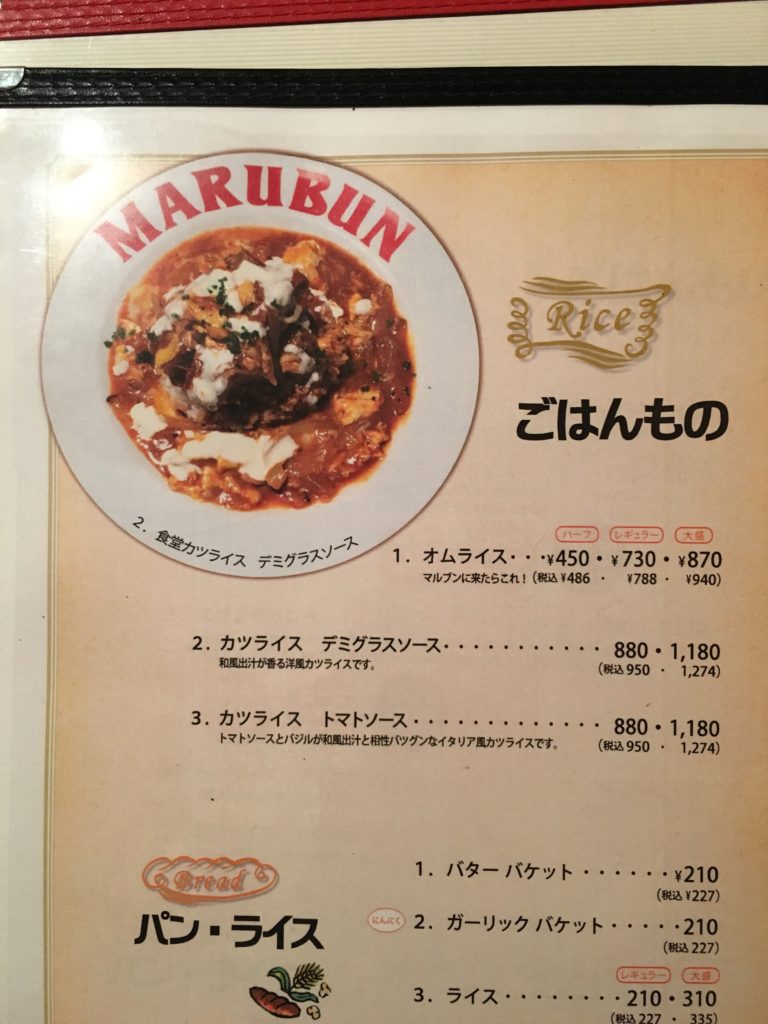 MARUBUN
2. 食堂カツライス デミグラスソース
Rice
ごはんもの
ハーフ レギュラー 大盛
1. オムライス・・・¥450・¥730・¥870
マルブンに来たらこれ！(税込 ¥486 ・ ¥788 ・ ¥940)
2. カツライス デミグラスソース・・・・・・・・・・・ 880・1,180
和風出汁が香る洋風カツライスです。 (税込 950 ・ 1,274)
3. カツライス トマトソース・・・・・・・・・・・・・ 880・1,180
トマトソースとバジルが和風出汁と相性バツグンなイタリア風カツライスです。 (税込 950 ・ 1,274)
Bread
パン・ライス
1. バター バケット・・・・・・¥210
(税込 ¥227)
にんにく 2. ガーリック バケット・・・・・210
(税込 227)
レギュラー 大盛
3. ライス・・・・・・・・210・310
(税込 227 ・ 335)